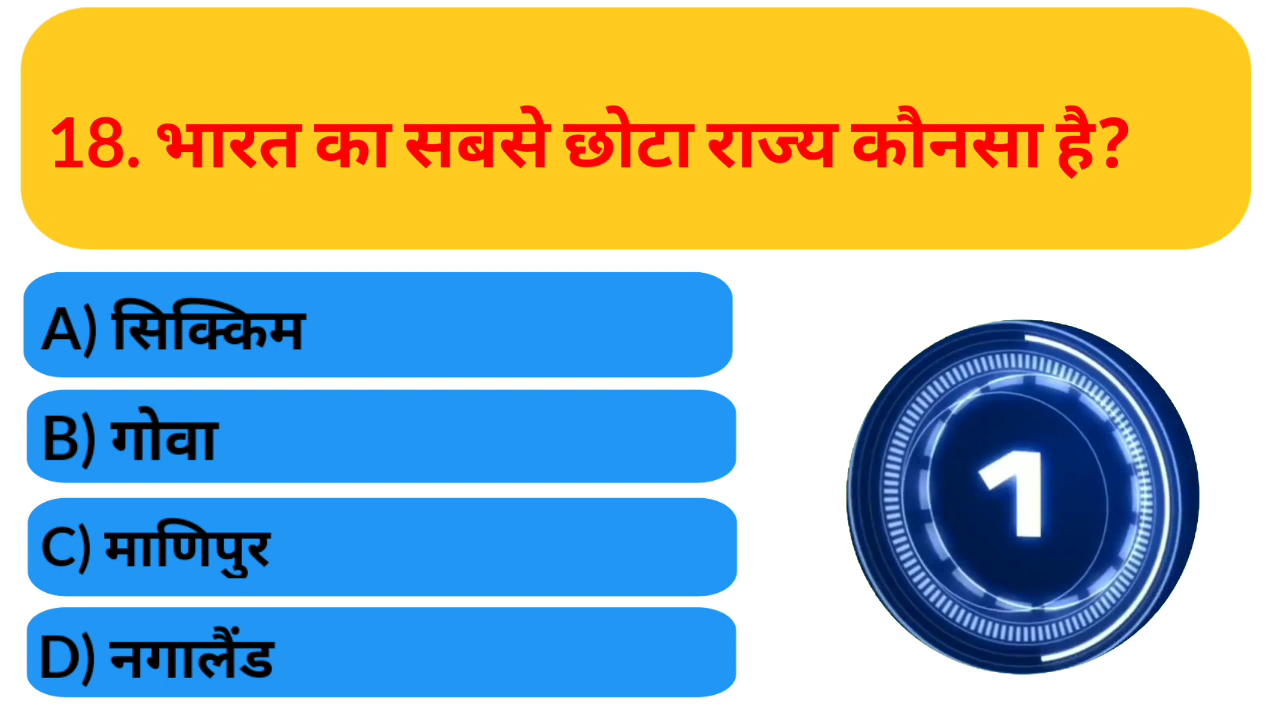 18. भारत का सबसे छोटा राज्य कौनसा है?
A) सिक्किम
B) गोवा
C) माणिपुर
D) नगालैंड
1